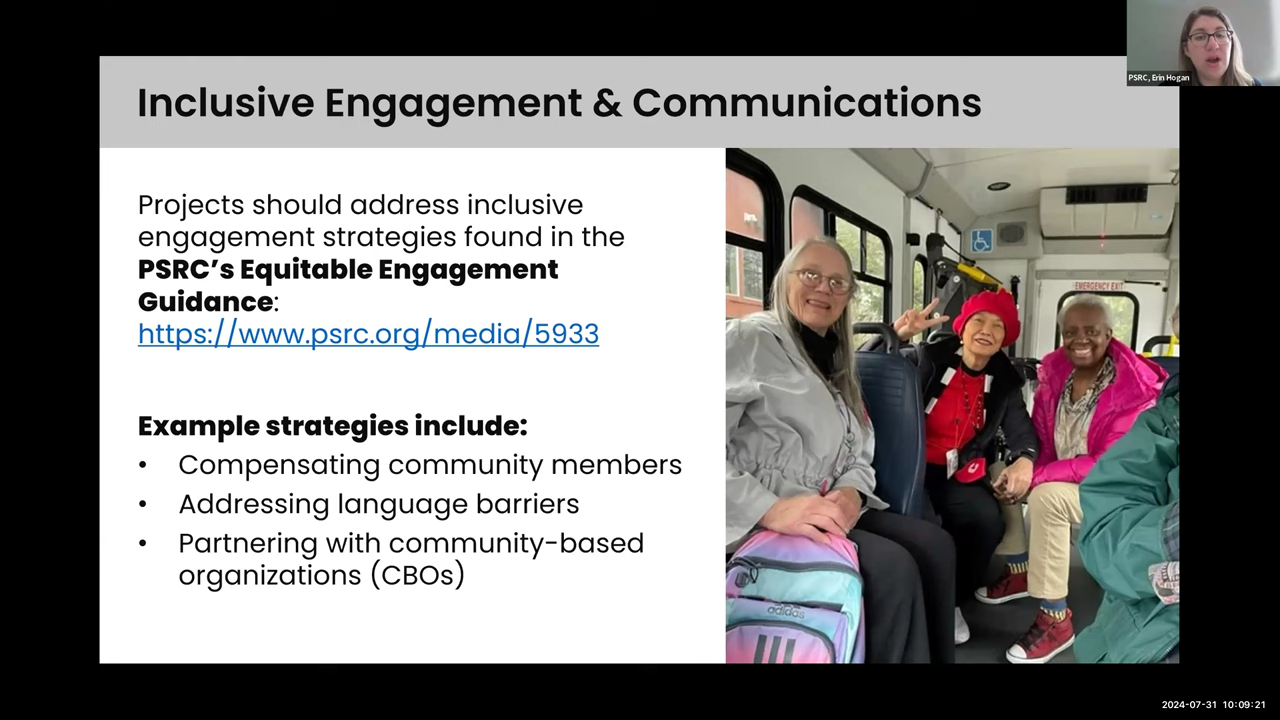 PSRC, Erin Hogan
Inclusive Engagement & Communications
Projects should address inclusive
engagement strategies found in the
PSRC’s Equitable Engagement
Guidance:
https://www.psrc.org/media/5933
Example strategies include:
• Compensating community members
• Addressing language barriers
• Partnering with community-based
organizations (CBOs)
EMERGENCY EXIT
adidas
2024-07-31 10:09:21